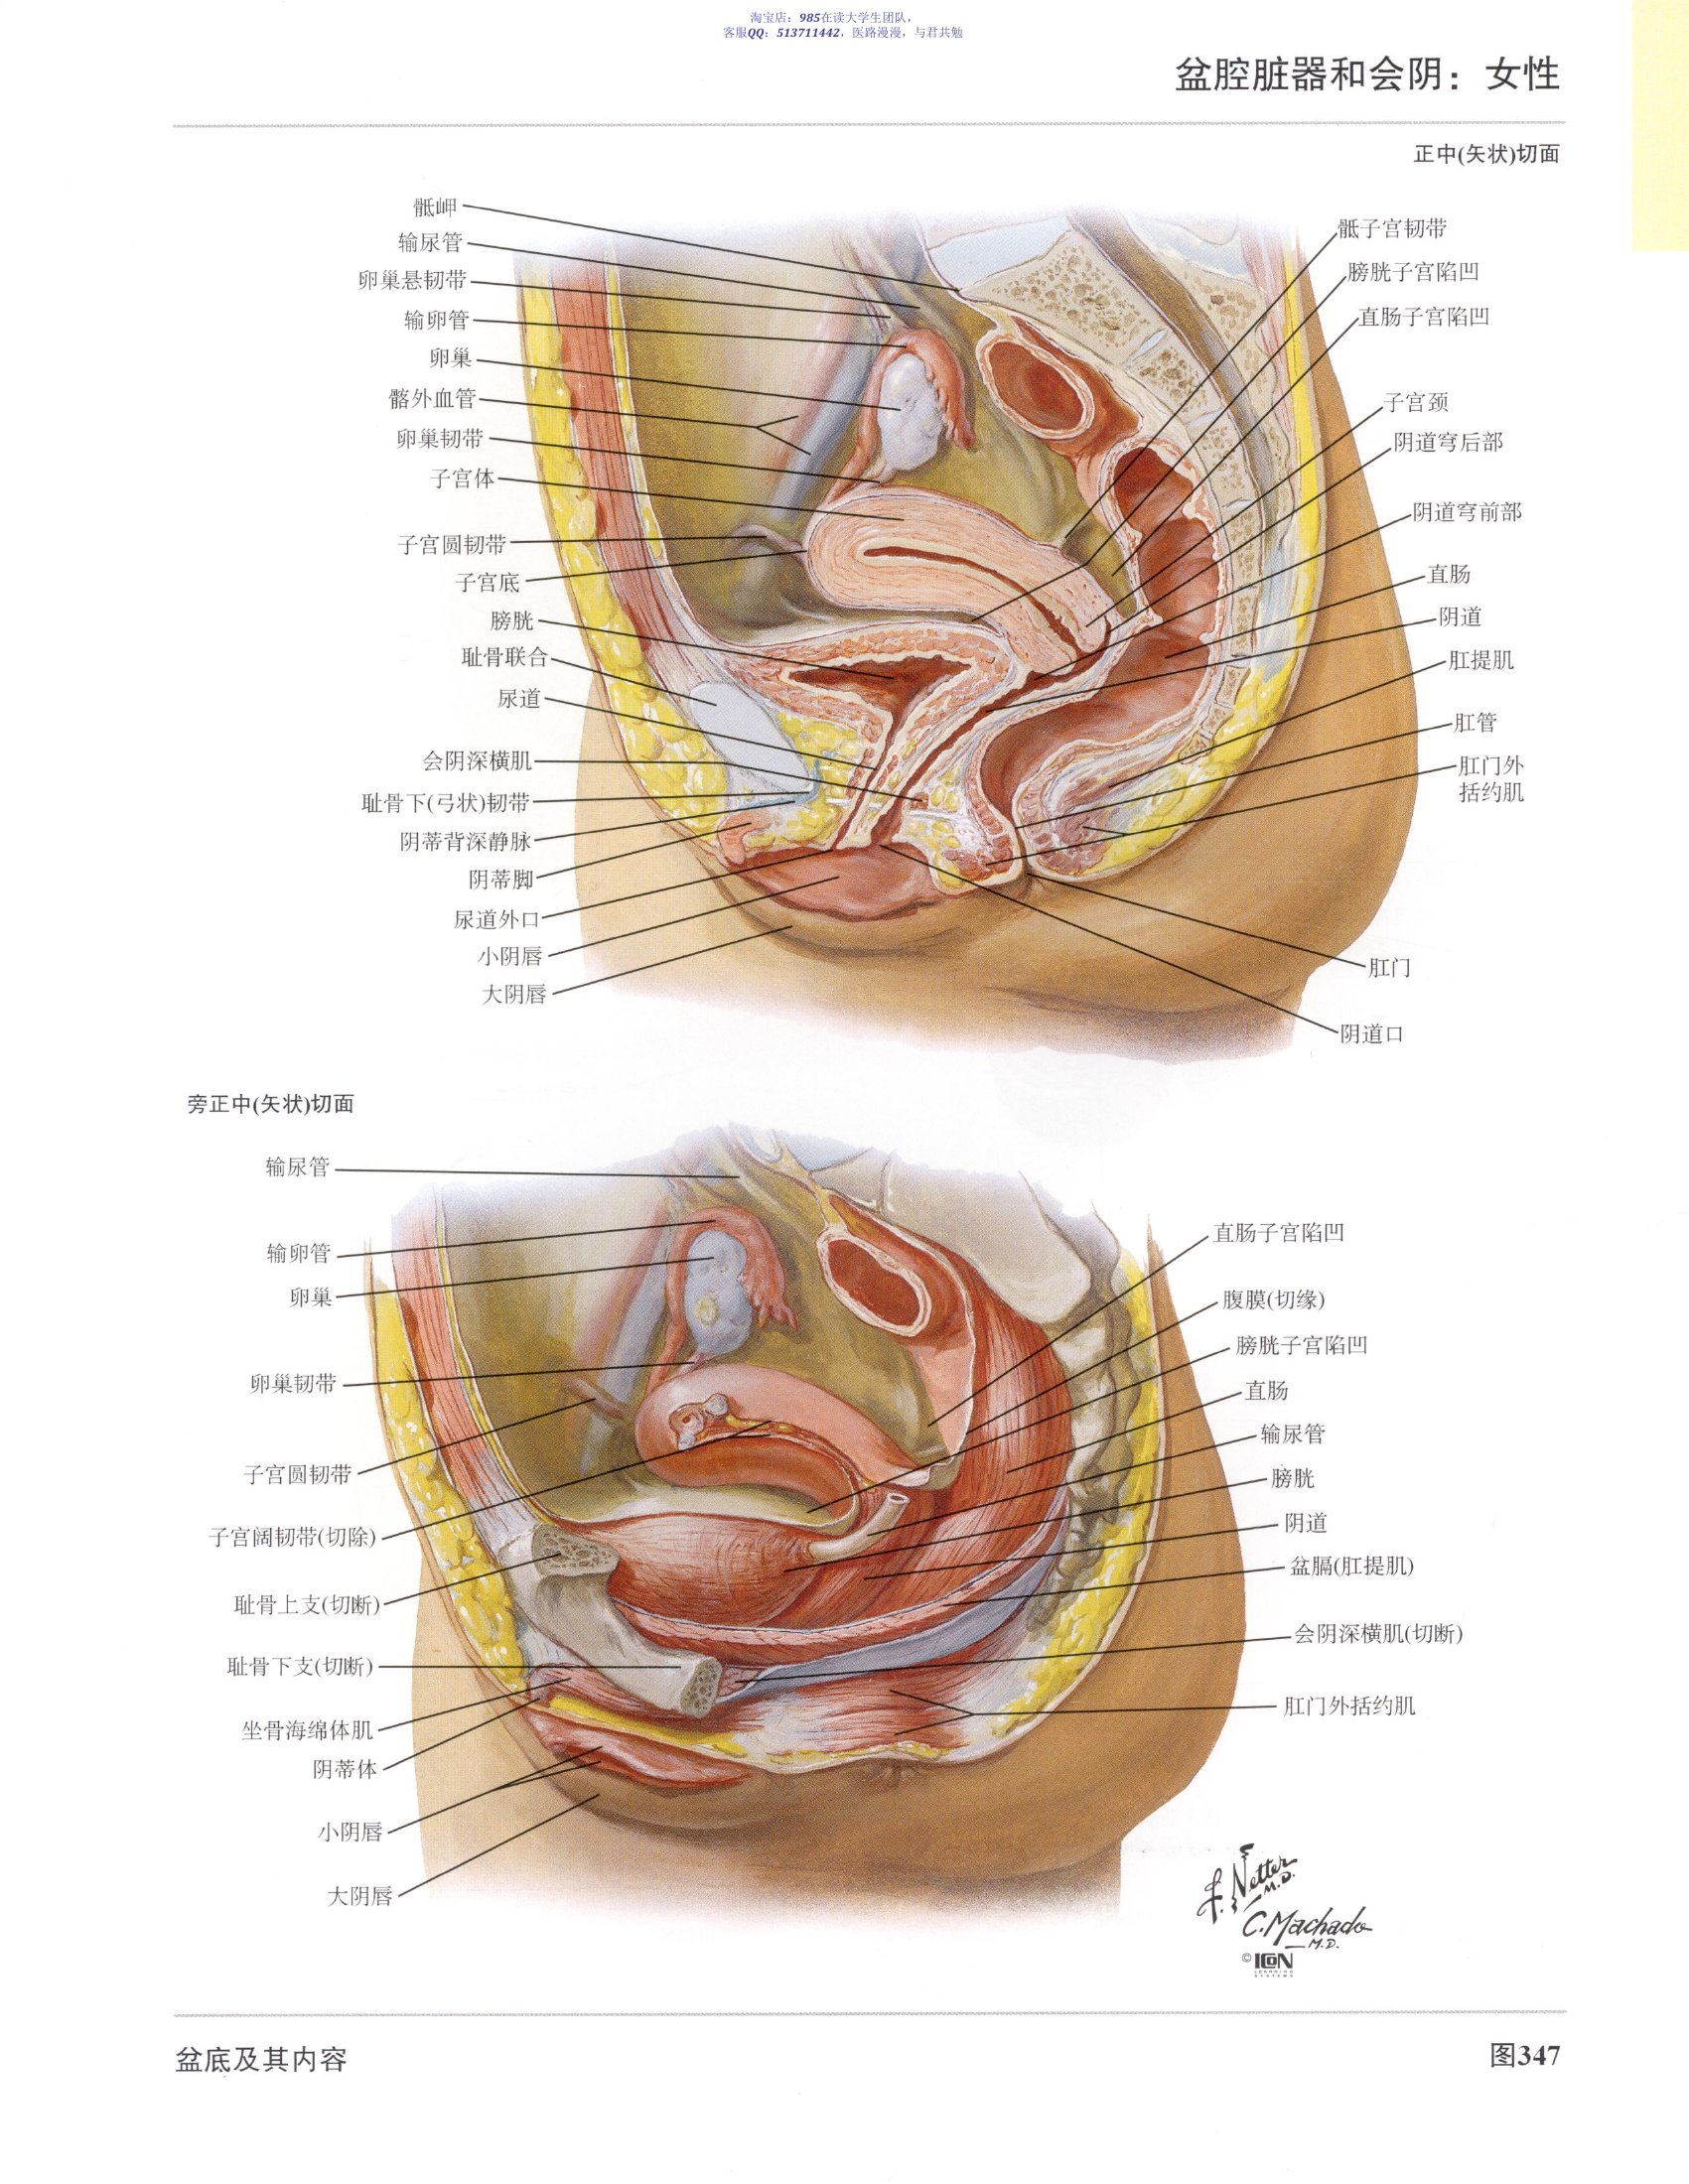 淘宝店：985在读大学生团队，
客服QQ：513711442，医路漫漫，与君共勉
盆腔脏器和会阴：女性
正中(矢状)切面
骶岬
输尿管
卵巢悬韧带
输卵管
卵巢
髂外血管
卵巢韧带
子宫体
子宫圆韧带
子宫底
膀胱
耻骨联合
尿道
会阴深横肌
耻骨下(弓状)韧带
阴蒂背深静脉
阴蒂脚
尿道外口
小阴唇
大阴唇
骶子宫韧带
膀胱子宫陷凹
直肠子宫陷凹
子宫颈
阴道穹后部
阴道穹前部
直肠
阴道
肛提肌
肛管
肛门外
括约肌
肛门
阴道口
旁正中(矢状)切面
输尿管
输卵管
卵巢
卵巢韧带
子宫圆韧带
子宫阔韧带(切除)
耻骨上支(切断)
耻骨下支(切断)
坐骨海绵体肌
阴蒂体
小阴唇
大阴唇
直肠子宫陷凹
腹膜(切缘)
膀胱子宫陷凹
直肠
输尿管
膀胱
阴道
盆膈(肛提肌)
会阴深横肌(切断)
肛门外括约肌
F. Netter
M.D.
C. Machado
M.D.
© ICON
LEARNING
SYSTEMS
盆底及其内容
图347